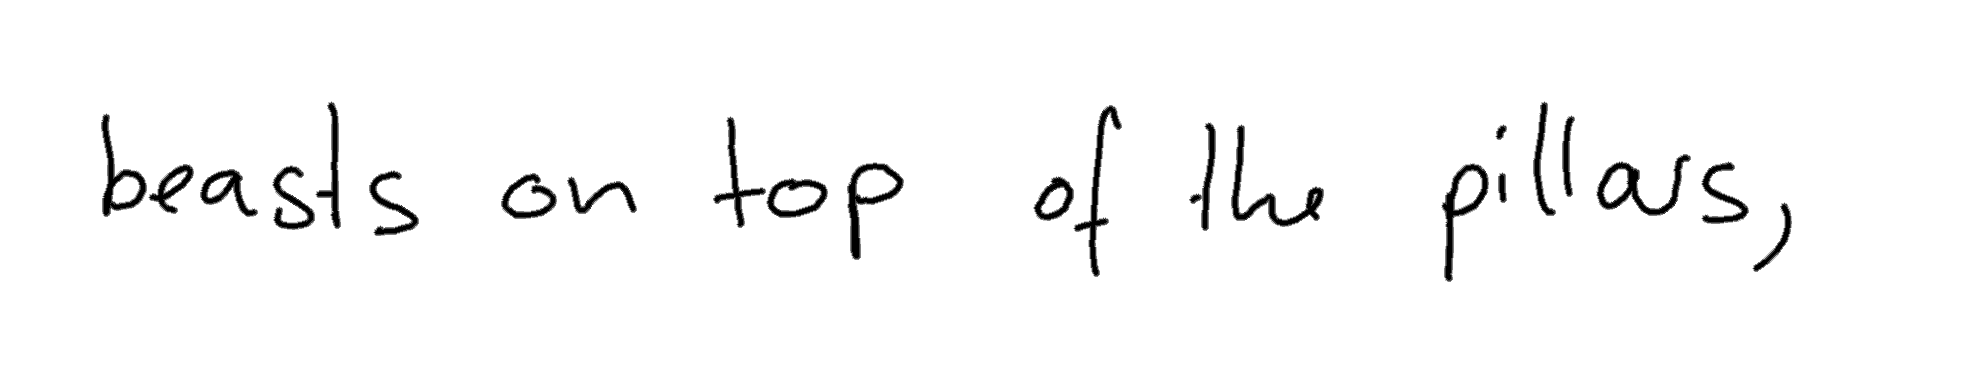 beasts on top of the pillars,